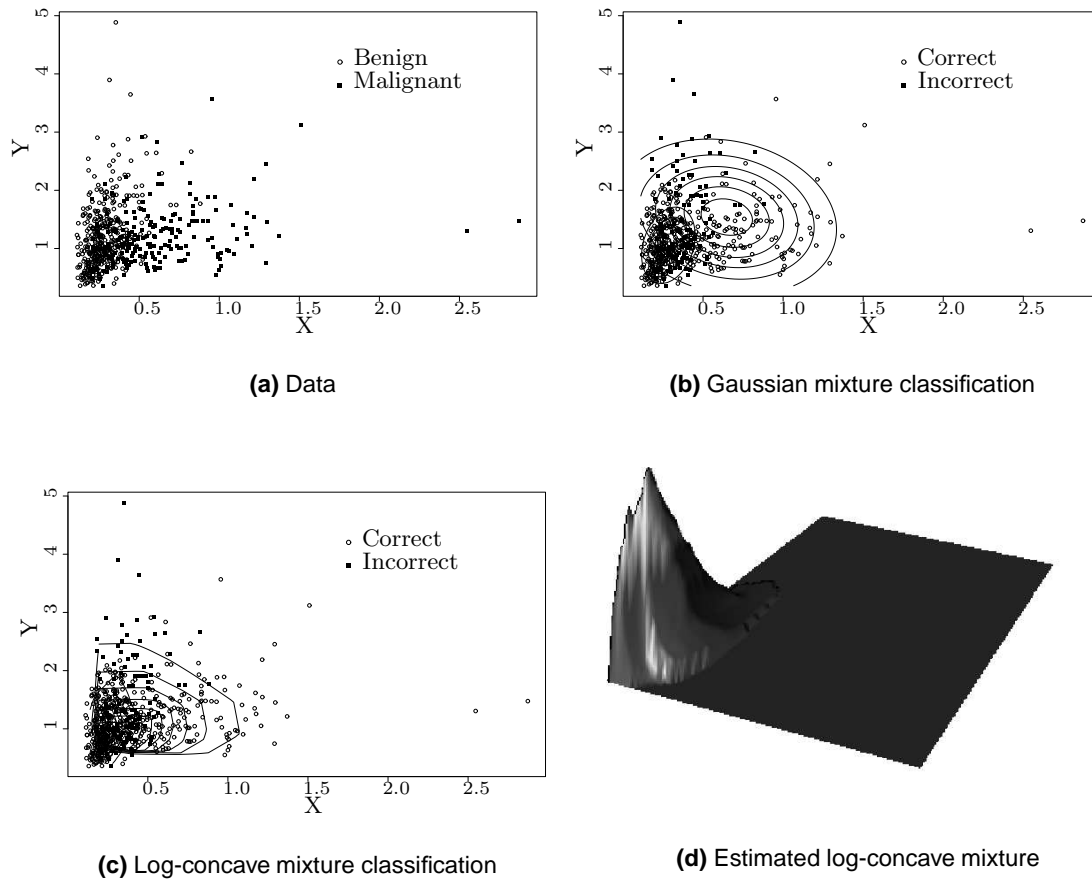 5
4
3
2
1
Y
0.5 1.0 1.5 2.0 2.5
X
Benign
Malignant
(a) Data
5
4
3
2
1
Y
0.5 1.0 1.5 2.0 2.5
X
Correct
Incorrect
(b) Gaussian mixture classification
5
4
3
2
1
Y
0.5 1.0 1.5 2.0 2.5
X
Correct
Incorrect
(c) Log-concave mixture classification
(d) Estimated log-concave mixture